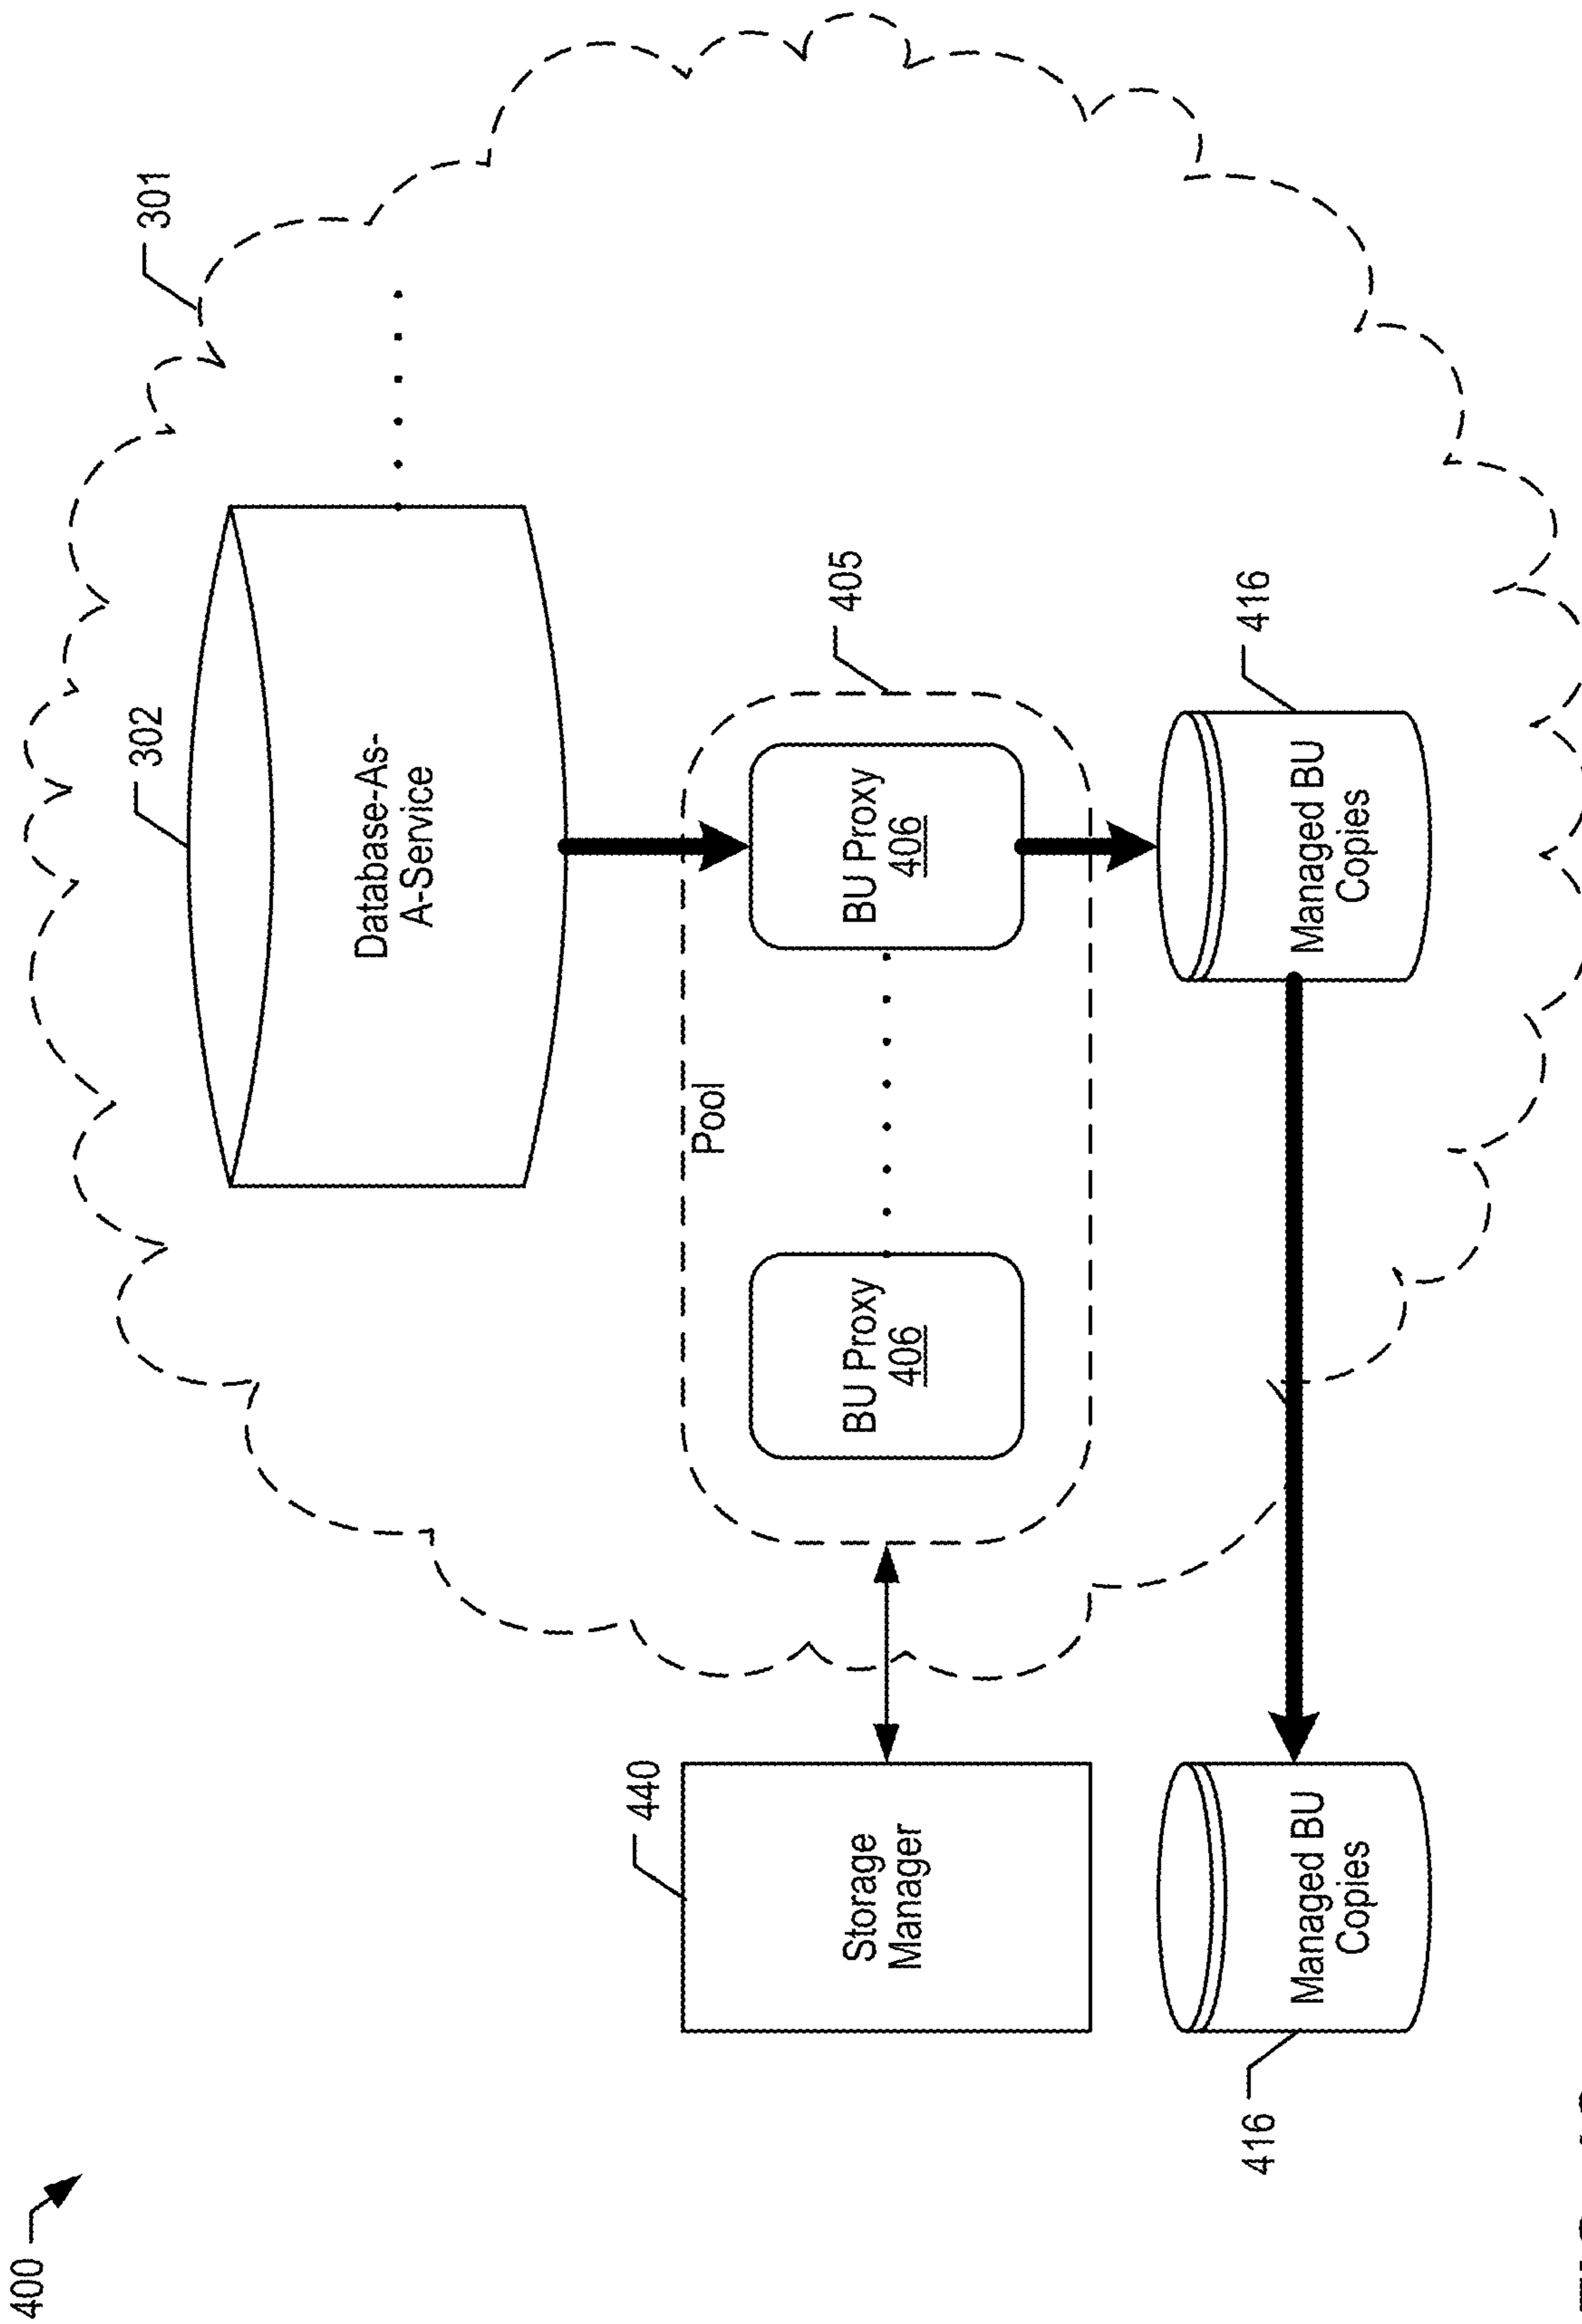 400
301
302
Database-As-
A-Service
405
Pool
BU Proxy
406
BU Proxy
406
440
Storage
Manager
416
Managed BU
Copies
416
Managed BU
Copies